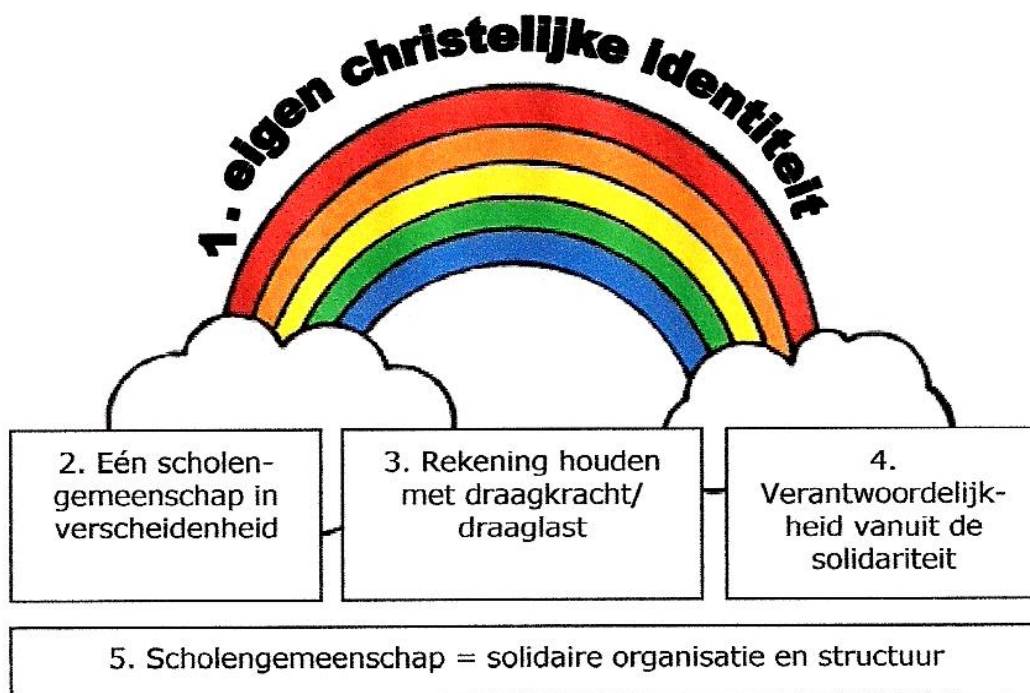 1. eigen christelijke identiteit
2. Eén scholen-
gemeenschap in
verscheidenheid
3. Rekening houden
met draagkracht/
draaglast
4.
Verantwoordelijk-
heid vanuit de
solidariteit
5. Scholengemeenschap = solidaire organisatie en structuur